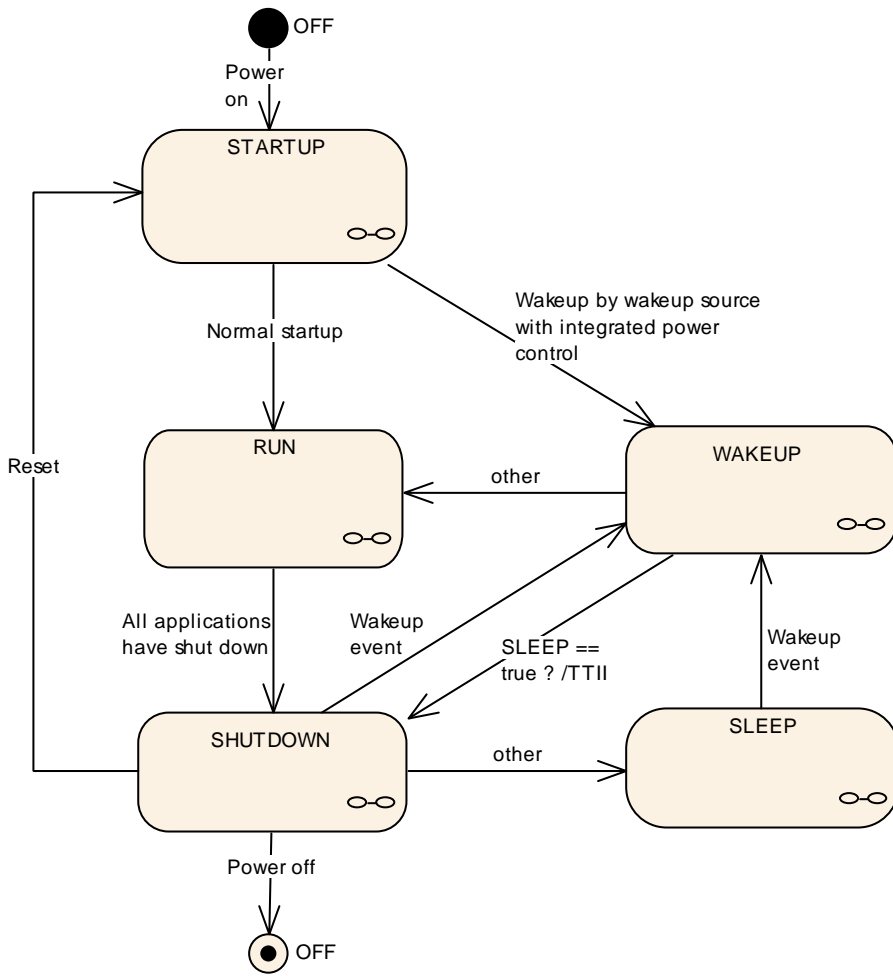 OFF
Power
on
STARTUP
Wakeup by wakeup source
with integrated power
control
Normal startup
RUN
WAKEUP
Reset
other
All applications
have shut down
Wakeup
event
SLEEP ==
true ? /TTII
Wakeup
event
SHUTDOWN
other
SLEEP
Power off
OFF